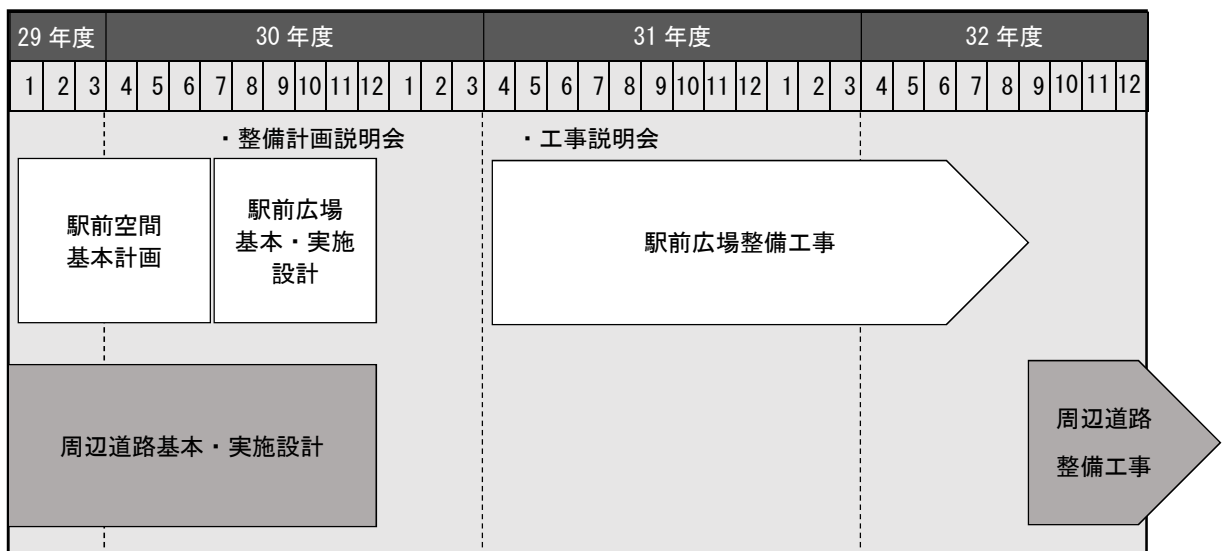 29 年度 30 年度 31 年度 32 年度
1 2 3 4 5 6 7 8 9 10 11 12 1 2 3 4 5 6 7 8 9 10 11 12 1 2 3 4 5 6 7 8 9 10 11 12
・整備計画説明会 ・工事説明会
駅前空間
基本計画
駅前広場
基本・実施
設計
駅前広場整備工事
周辺道路基本・実施設計
周辺道路
整備工事